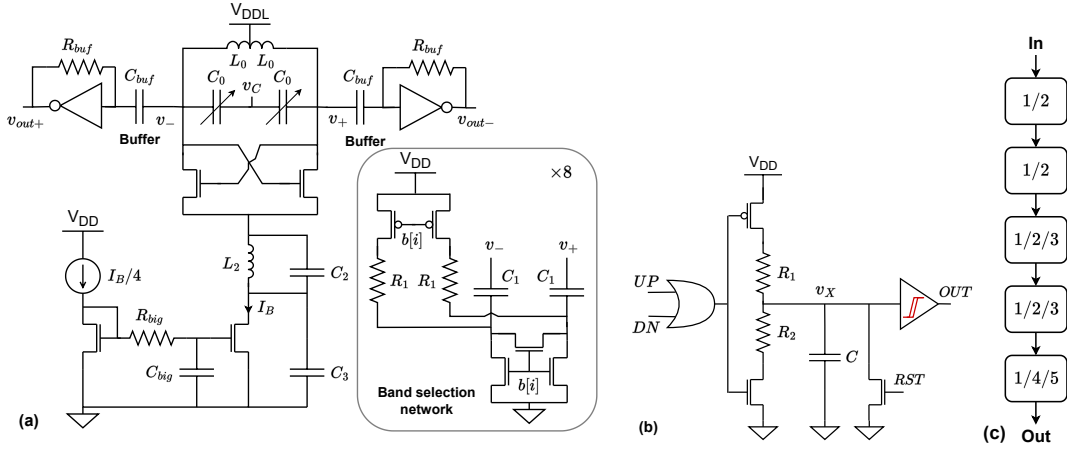 V_DDL
R_buf
L_0 L_0
R_buf
C_buf
C_0
v_C
C_0
C_buf
v_out+
Buffer
v_-
v_+
Buffer
v_out-
V_DD
×8
b[i]
v_-
v_+
R_1
R_1
C_1
C_1
b[i]
Band selection
network
V_DD
I_B/4
L_2
C_2
I_B
R_big
C_big
C_3
(a)
V_DD
UP
DN
R_1
v_X
OUT
R_2
C
RST
(b)
In
1/2
1/2
1/2/3
1/2/3
1/4/5
(c)
Out